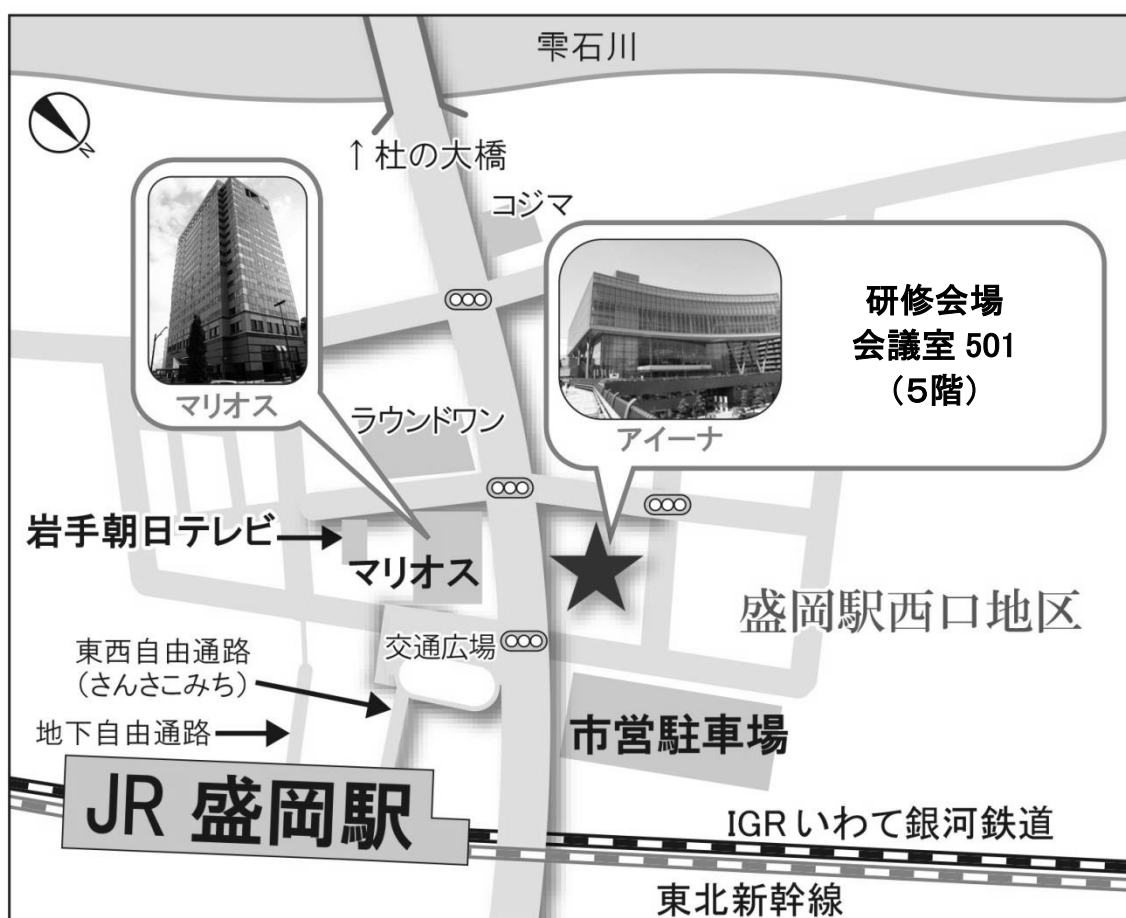 雫石川
N
↑杜の大橋
コジマ
マリオス
研修会場
会議室 501
（5階）
アイーナ
ラウンドワン
岩手朝日テレビ
マリオス
盛岡駅西口地区
交通広場
東西自由通路
（さんさこみち）
地下自由通路
市営駐車場
JR 盛岡駅
IGRいわて銀河鉄道
東北新幹線